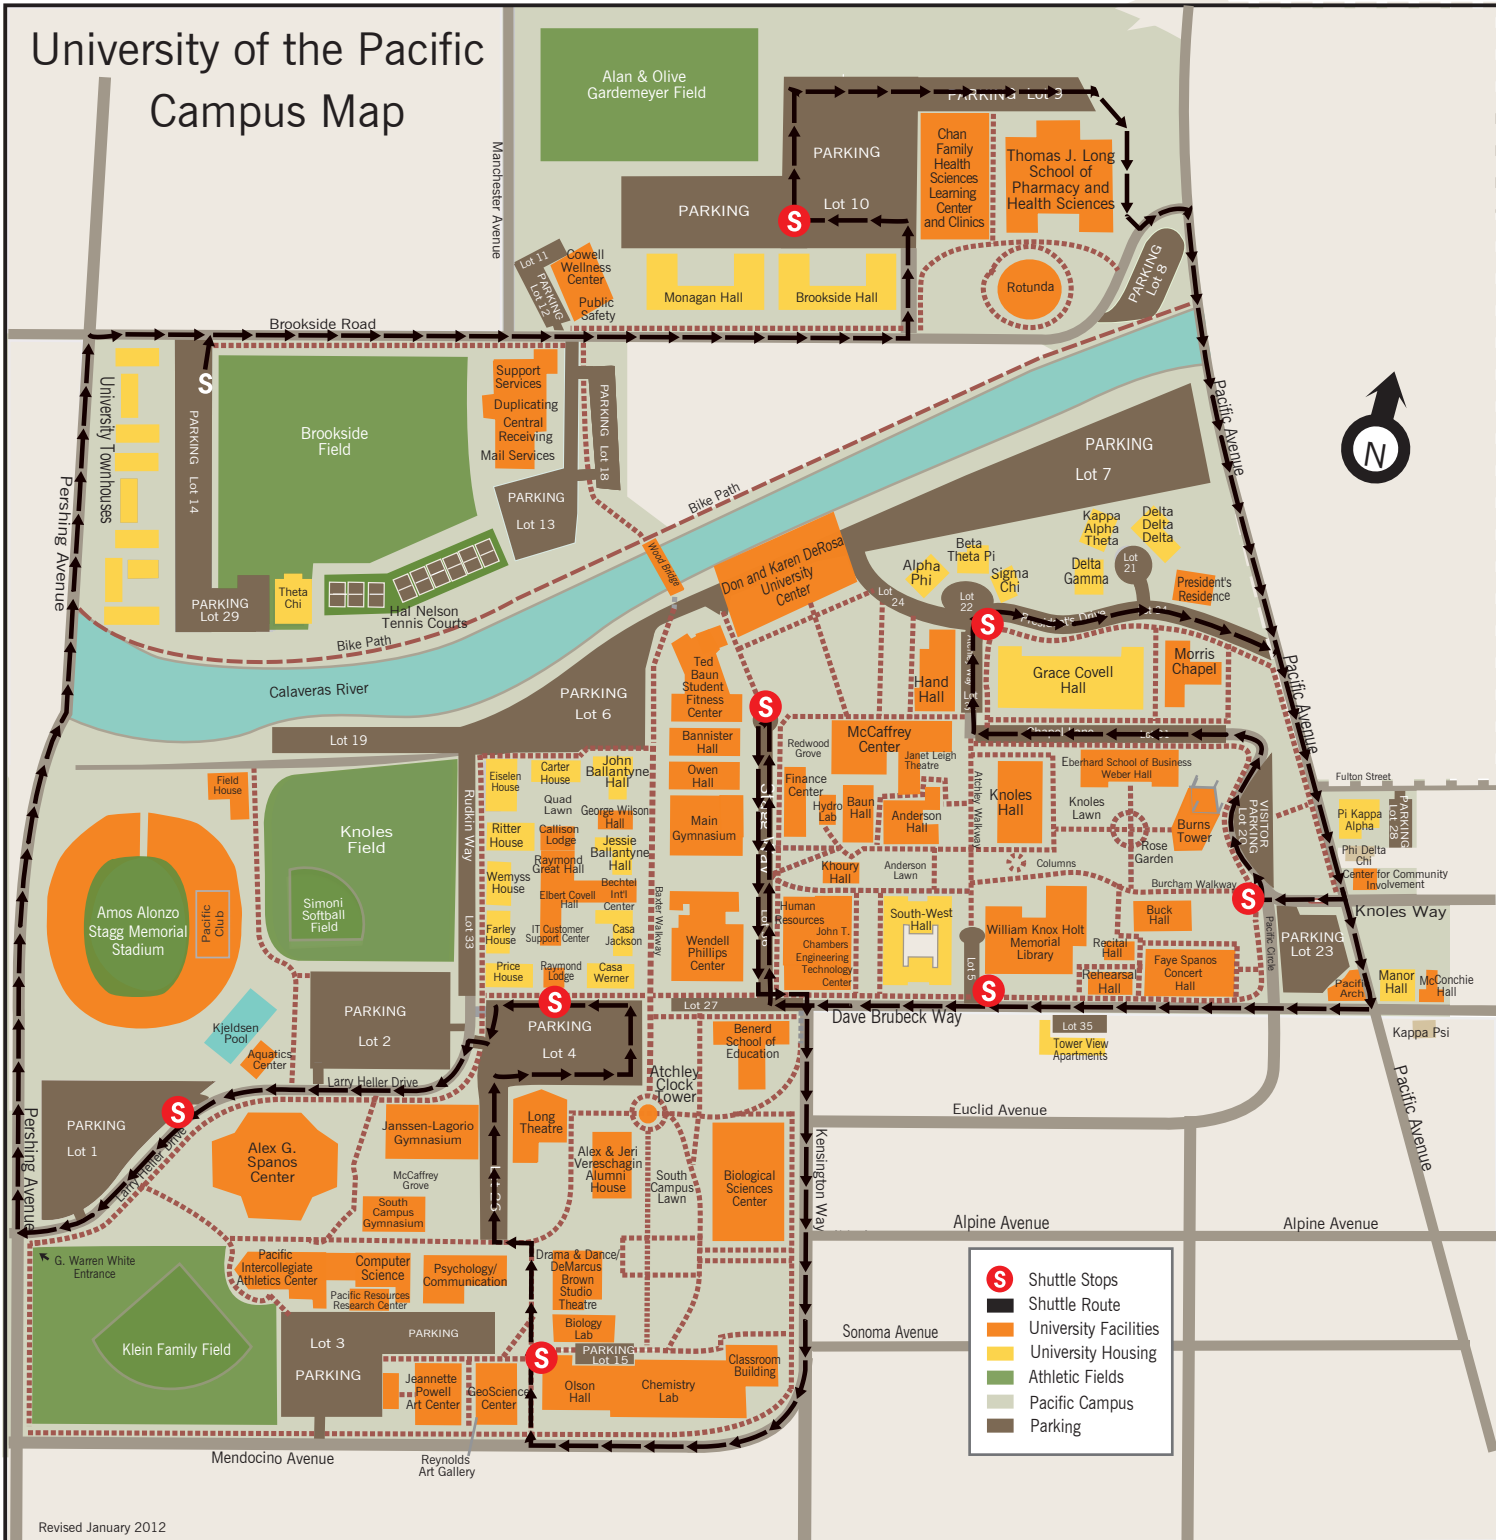 University of the Pacific
Campus Map
Alan & Olive
Gardemeyer Field
Manchester Avenue
PARKING Lot 9
PARKING
Lot 10
PARKING
Chan
Family
Health
Sciences
Learning
Center
and Clinics
Thomas J. Long
School of
Pharmacy and
Health Sciences
S
Lot 11
PARKING
Lot 12
Cowell
Wellness
Center
Public
Safety
Monagan Hall
Brookside Hall
Rotunda
PARKING
Lot 8
Brookside Road
University Townhouses
S
PARKING Lot 14
Brookside
Field
Support
Services
Duplicating
Central
Receiving
Mail Services
PARKING Lot 18
PARKING
Lot 13
Pershing Avenue
PARKING
Lot 29
Theta
Chi
Hal Nelson
Tennis Courts
Bike Path
Bike Path
Wood Bridge
Calaveras River
Pacific Avenue
N
PARKING
Lot 7
Don and Karen DeRosa
University
Center
Kappa
Alpha
Theta
Delta
Delta
Delta
Beta
Theta Pi
Alpha
Phi
Sigma
Chi
Delta
Gamma
Lot
21
Lot
22
Lot
24
President's
Residence
S
President's Drive
Hand
Hall
Grace Covell
Hall
Morris
Chapel
Pacific Avenue
PARKING
Lot 6
Lot 19
Ted
Baun
Student
Fitness
Center
S
Bannister
Hall
Owen
Hall
Main
Gymnasium
Redwood
Grove
McCaffrey
Center
Janet Leigh
Theatre
Chapel Lane
Finance
Center
Hydro
Lab
Baun
Hall
Anderson
Hall
Atchley Walkway
Knoles
Hall
Eberhard School of Business
Weber Hall
Knoles
Lawn
Burns
Tower
Rose
Garden
VISITOR
PARKING
Lot 20
Fulton Street
Pi Kappa
Alpha
PARKING
Lot 28
Phi Delta
Chi
Center for Community
Involvement
Knoles Way
Field
House
Knoles
Field
Rudkin Way
Lot 33
Eiselen
House
Carter
House
John
Ballantyne
Hall
Quad
Lawn
George Wilson
Hall
Ritter
House
Callison
Lodge
Jessie
Ballantyne
Hall
Raymond
Great Hall
Wemyss
House
Elbert Covell
Hall
Bechtel
Int'l
Center
Farley
House
IT Customer
Support Center
Casa
Jackson
Price
House
Raymond
Lodge
Casa
Werner
Baxter Walkway
Wendell
Phillips
Center
Khoury
Hall
Anderson
Lawn
Columns
Burcham Walkway
S
Human
Resources
John T.
Chambers
Engineering
Technology
Center
South-West
Hall
William Knox Holt
Memorial
Library
Lot 5
S
Buck
Hall
Recital
Hall
Rehearsal
Hall
Faye Spanos
Concert
Hall
Pacific Circle
PARKING
Lot 23
Pacific
Arch
Manor
Hall
McConchie
Hall
Kappa Psi
Amos Alonzo
Stagg Memorial
Stadium
Pacific
Club
Simoni
Softball
Field
Kjeldsen
Pool
Aquatics
Center
PARKING
Lot 2
S
PARKING
Lot 4
Lot 27
Dave Brubeck Way
Lot 35
Tower View
Apartments
Benerd
School of
Education
Atchley
Clock
Tower
Larry Heller Drive
S
PARKING
Lot 1
Larry Heller Drive
Pershing Avenue
Alex G.
Spanos
Center
Janssen-Lagorio
Gymnasium
McCaffrey
Grove
South
Campus
Gymnasium
Long
Theatre
Alex & Jeri
Vereschagin
Alumni
House
South
Campus
Lawn
Biological
Sciences
Center
Kensington Way
Euclid Avenue
Alpine Avenue
Alpine Avenue
Pacific Avenue
Sonoma Avenue
G. Warren White
Entrance
Pacific
Intercollegiate
Athletics Center
Computer
Science
Pacific Resources
Research Center
Psychology/
Communication
Drama & Dance/
DeMarcus
Brown
Studio
Theatre
Biology
Lab
Klein Family Field
Lot 3
PARKING
PARKING
S
PARKING
Lot 15
Jeannette
Powell
Art Center
GeoScience
Center
Olson
Hall
Chemistry
Lab
Classroom
Building
Mendocino Avenue
Reynolds
Art Gallery
S Shuttle Stops
Shuttle Route
University Facilities
University Housing
Athletic Fields
Pacific Campus
Parking
Revised January 2012